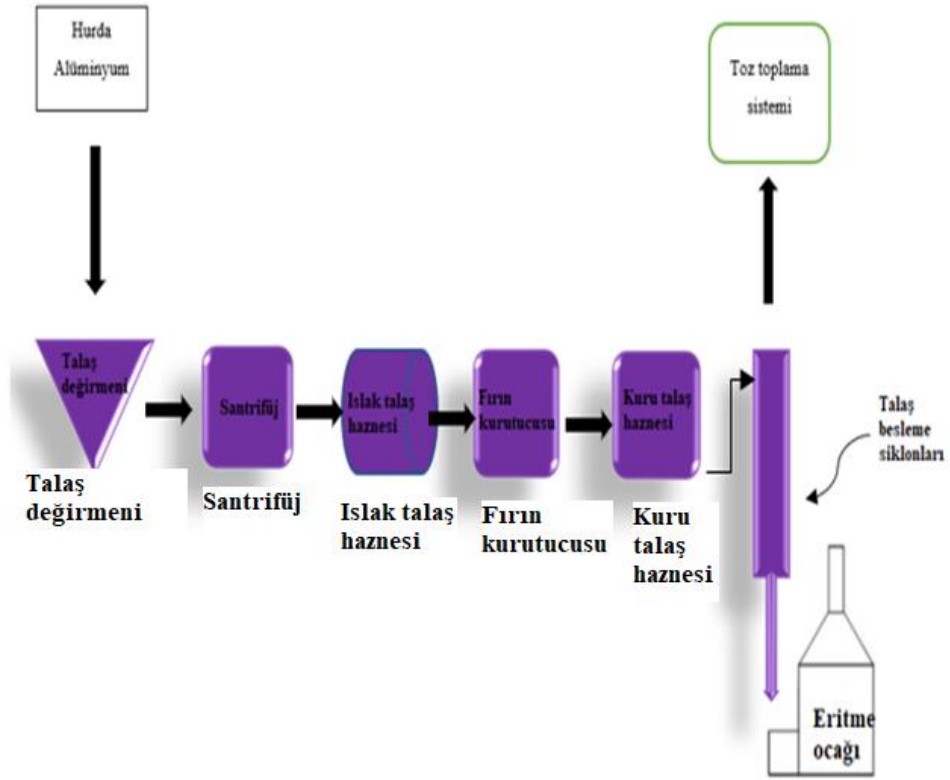 Hurda
Alüminyum
Toz toplama
sistemi
Talaş
değirmeni
Santrifüj
Islak talaş
haznesi
Fırın
kurutucusu
Kuru talaş
haznesi
Talaş
besleme
siklonları
Talaş
değirmeni
Santrifüj
Islak talaş
haznesi
Fırın
kurutucusu
Kuru
talaş
haznesi
Eritme
ocağı